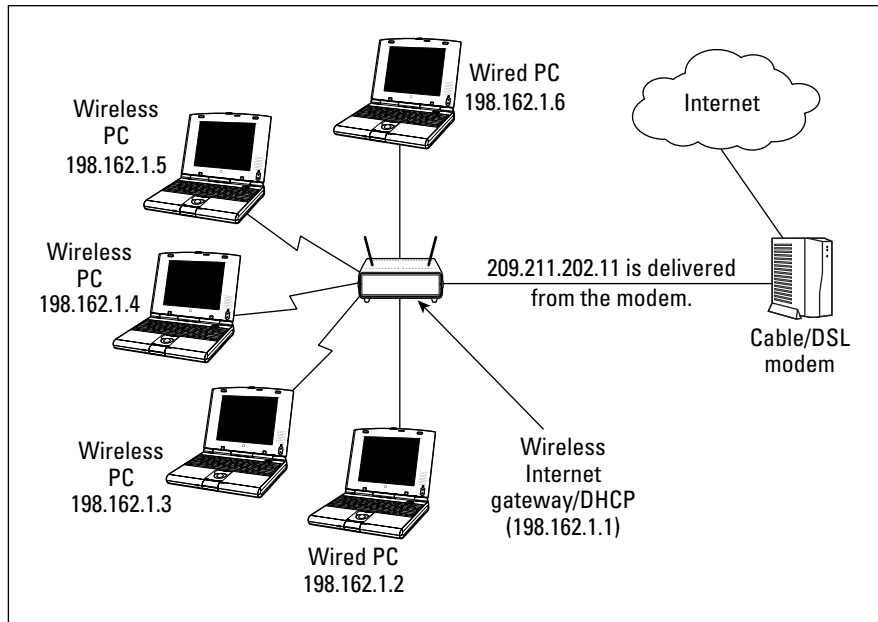 Wired PC
198.162.1.6
Internet
Wireless
PC
198.162.1.5
Wireless
PC
198.162.1.4
209.211.202.11 is delivered
from the modem.
Cable/DSL
modem
Wireless
PC
198.162.1.3
Wireless
Internet
gateway/DHCP
(198.162.1.1)
Wired PC
198.162.1.2